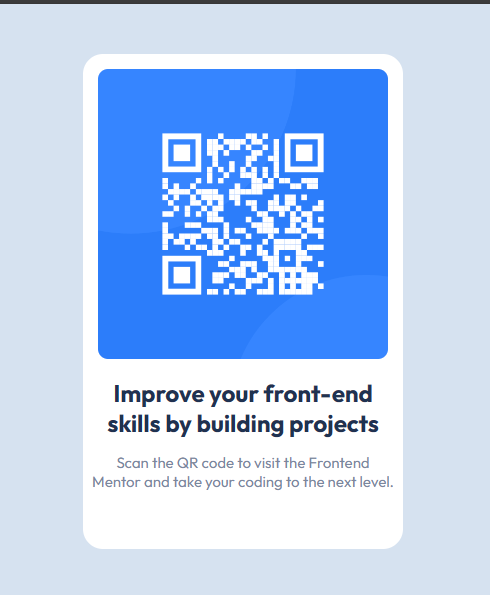 Improve your front-end
skills by building projects
Scan the QR code to visit the Frontend
Mentor and take your coding to the next level.